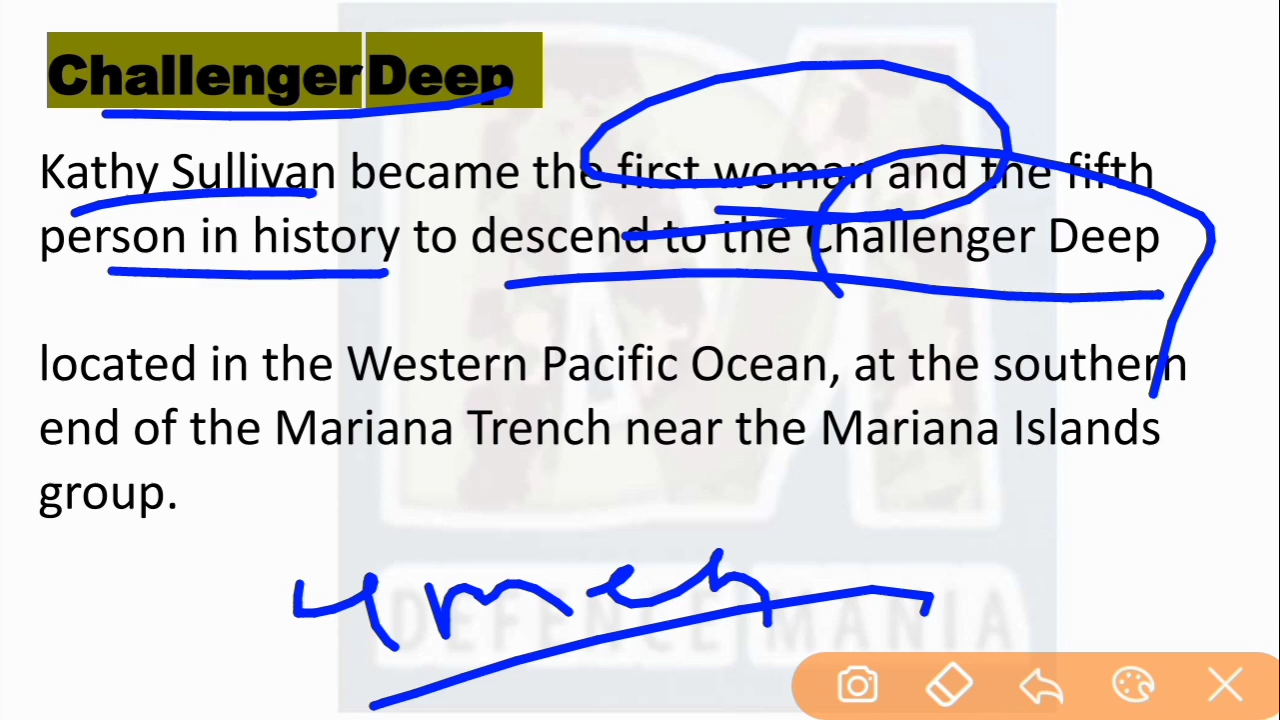 Challenger Deep
Kathy Sullivan became the first woman and the fifth
person in history to descend to the Challenger Deep
located in the Western Pacific Ocean, at the southern
end of the Mariana Trench near the Mariana Islands
group.
DEFENCE MANIA